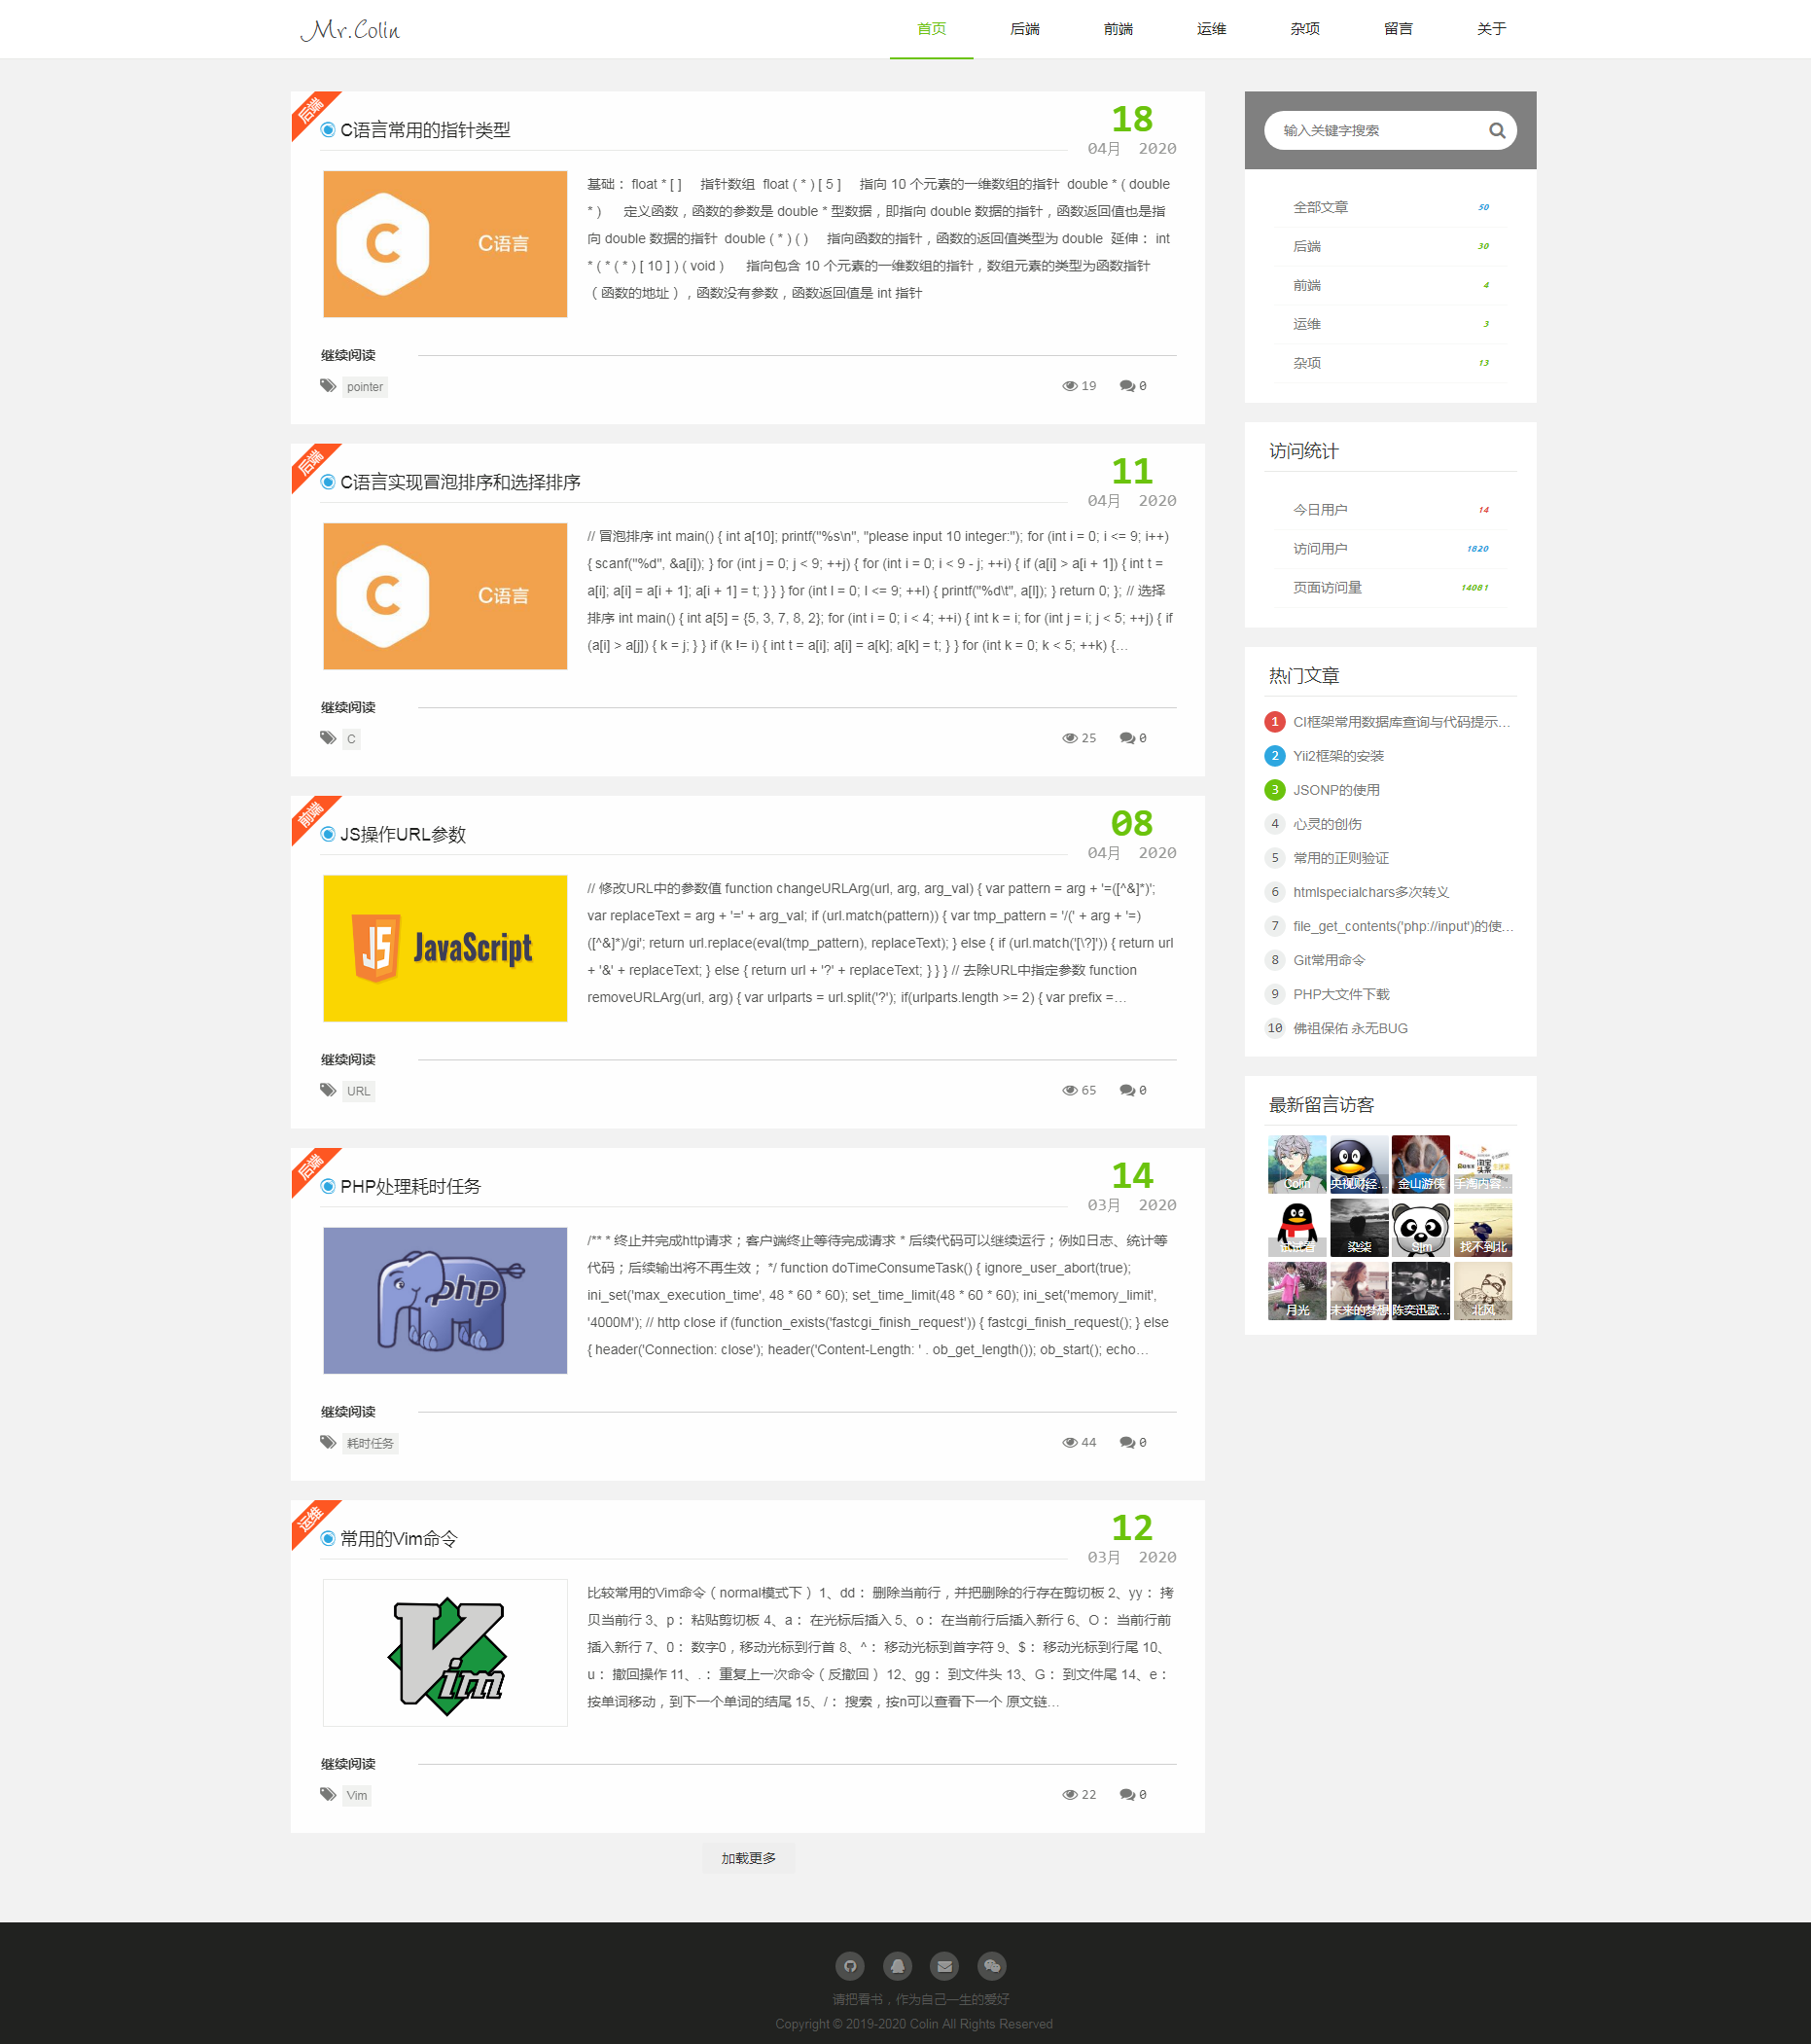 Mr.Colin
首页 后端 前端 运维 杂项 留言 关于
后端
C语言常用的指针类型
18
04月 2020
C语言
基础： float * [ ] 指针数组 float ( * ) [ 5 ] 指向 10 个元素的一维数组的指针 double * ( double
* ) 定义函数，函数的参数是 double * 型数据，即指向 double 数据的指针，函数返回值也是指
向 double 数据的指针 double ( * ) ( ) 指向函数的指针，函数的返回值类型为 double 延伸： int
* ( * ( * ) [ 10 ] ) ( void ) 指向包含 10 个元素的一维数组的指针，数组元素的类型为函数指针
（函数的地址），函数没有参数，函数返回值是 int 指针
继续阅读
pointer 19 0
后端
C语言实现冒泡排序和选择排序
11
04月 2020
C语言
// 冒泡排序 int main() { int a[10]; printf("%s\n", "please input 10 integer:"); for (int i = 0; i <= 9; i++)
{ scanf("%d", &a[i]); } for (int j = 0; j < 9; ++j) { for (int i = 0; i < 9 - j; ++i) { if (a[i] > a[i + 1]) { int t =
a[i]; a[i] = a[i + 1]; a[i + 1] = t; } } } for (int l = 0; l <= 9; ++l) { printf("%d\t", a[l]); } return 0; }; // 选择
排序 int main() { int a[5] = {5, 3, 7, 8, 2}; for (int i = 0; i < 4; ++i) { int k = i; for (int j = i; j < 5; ++j) { if
(a[i] > a[j]) { k = j; } } if (k != i) { int t = a[i]; a[i] = a[k]; a[k] = t; } } for (int k = 0; k < 5; ++k) {…
继续阅读
C 25 0
前端
JS操作URL参数
08
04月 2020
JS JavaScript
// 修改URL中的参数值 function changeURLArg(url, arg, arg_val) { var pattern = arg + '=([^&]*)';
var replaceText = arg + '=' + arg_val; if (url.match(pattern)) { var tmp_pattern = '/(' + arg + '=)
([^&]*)/gi'; return url.replace(eval(tmp_pattern), replaceText); } else { if (url.match('[\?]')) { return url
+ '&' + replaceText; } else { return url + '?' + replaceText; } } } // 去除URL中指定参数 function
removeURLArg(url, arg) { var urlparts = url.split('?'); if(urlparts.length >= 2) { var prefix =…
继续阅读
URL 65 0
后端
PHP处理耗时任务
14
03月 2020
php
/** * 终止并完成http请求；客户端终止等待完成请求 * 后续代码可以继续运行；例如日志、统计等
代码；后续输出将不再生效； */ function doTimeConsumeTask() { ignore_user_abort(true);
ini_set('max_execution_time', 48 * 60 * 60); set_time_limit(48 * 60 * 60); ini_set('memory_limit',
'4000M'); // http close if (function_exists('fastcgi_finish_request')) { fastcgi_finish_request(); } else
{ header('Connection: close'); header('Content-Length: ' . ob_get_length()); ob_start(); echo…
继续阅读
耗时任务 44 0
运维
常用的Vim命令
12
03月 2020
Vim
比较常用的Vim命令（normal模式下） 1、dd： 删除当前行，并把删除的行存在剪切板 2、yy： 拷
贝当前行 3、p： 粘贴剪切板 4、a： 在光标后插入 5、o： 在当前行后插入新行 6、O： 当前行前
插入新行 7、0： 数字0，移动光标到行首 8、^： 移动光标到首字符 9、$： 移动光标到行尾 10、
u： 撤回操作 11、.： 重复上一次命令（反撤回） 12、gg： 到文件头 13、G： 到文件尾 14、e：
按单词移动，到下一个单词的结尾 15、/： 搜索，按n可以查看下一个 原文链…
继续阅读
Vim 22 0
加载更多
输入关键字搜索
全部文章 50
后端 30
前端 4
运维 3
杂项 13
访问统计
今日用户 14
访问用户 1820
页面访问量 14081
热门文章
1 CI框架常用数据库查询与代码提示…
2 Yii2框架的安装
3 JSONP的使用
4 心灵的创伤
5 常用的正则验证
6 htmlspecialchars多次转义
7 file_get_contents('php://input')的使…
8 Git常用命令
9 PHP大文件下载
10 佛祖保佑 永无BUG
最新留言访客
Colin 央视财经… 金山游侠 手淘内容…
试试看 染柒 Sim 找不到北
月光 未来的梦想 陈奕迅歌… 北风
请把看书，作为自己一生的爱好
Copyright © 2019-2020 Colin All Rights Reserved